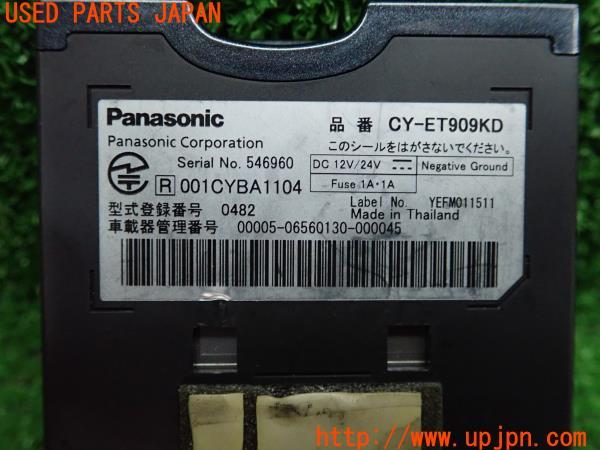 USED PARTS JAPAN
Panasonic
品番 CY-ET909KD
Panasonic Corporation
このシールをはがさないでください。
Serial No. 546960
DC 12V/24V
Negative Ground
R 001CYBA1104
Fuse 1A・1A
Label No. YEFM011511
型式登録番号 0482
Made in Thailand
車載器管理番号 00005-06560130-000045
http://www.upjpn.com/